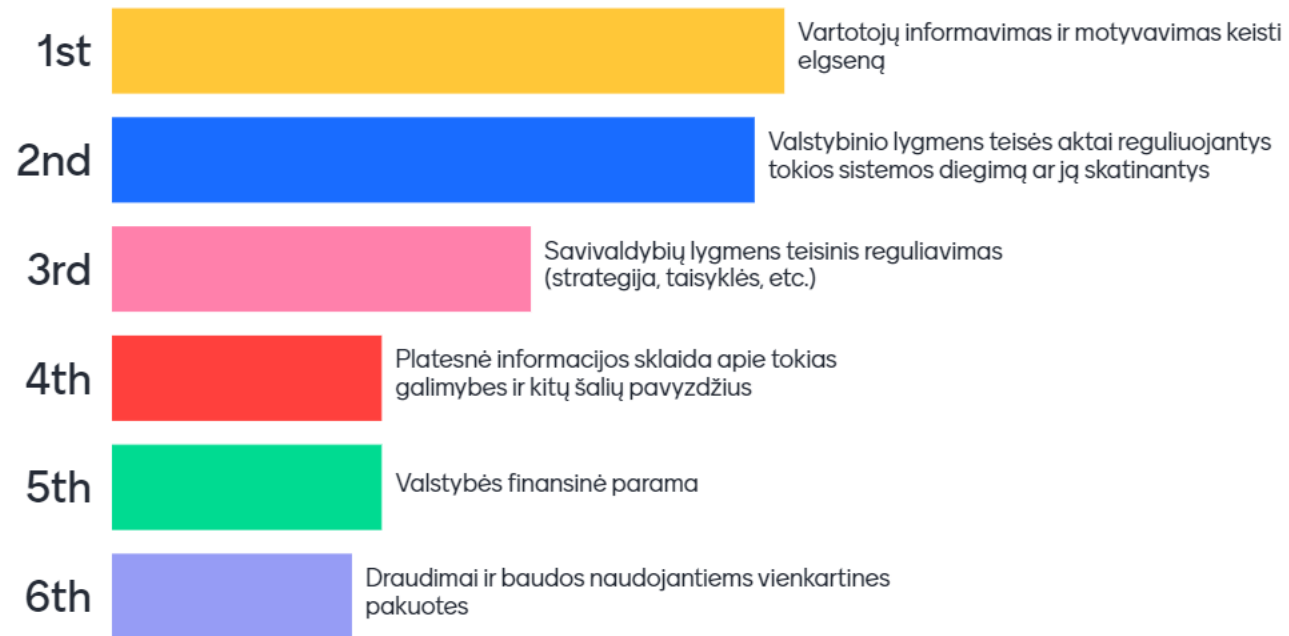 1st
Vartotojų informavimas ir motyvavimas keisti
elgseną
2nd
Valstybinio lygmens teisės aktai reguliuojantys
tokios sistemos diegimą ar ją skatinantys
3rd
Savivaldybių lygmens teisinis reguliavimas
(strategija, taisyklės, etc.)
4th
Platesnė informacijos sklaida apie tokias
galimybes ir kitų šalių pavyzdžius
5th
Valstybės finansinė parama
6th
Draudimai ir baudos naudojantiems vienkartines
pakuotes